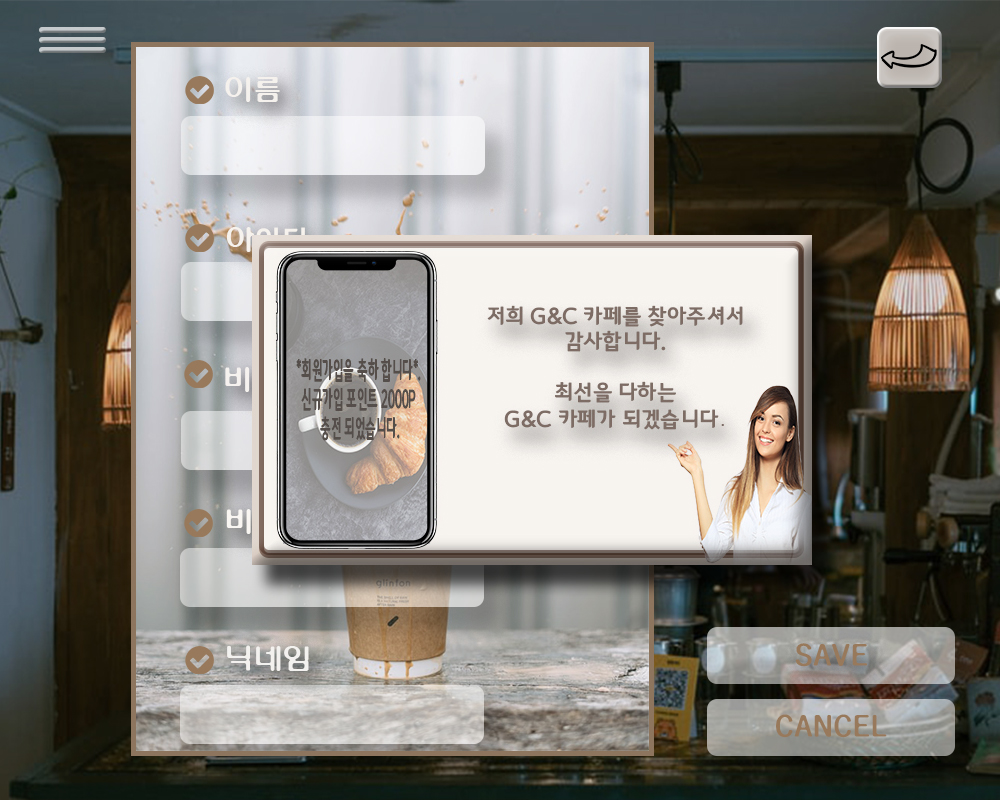 이름
아이디
비
비
닉네임
*회원가입을 축하 합니다*
신규가입 포인트 2000P
충전 되었습니다.
저희 G&C 카페를 찾아주셔서
감사합니다.
최선을 다하는
G&C 카페가 되겠습니다.
SAVE
CANCEL